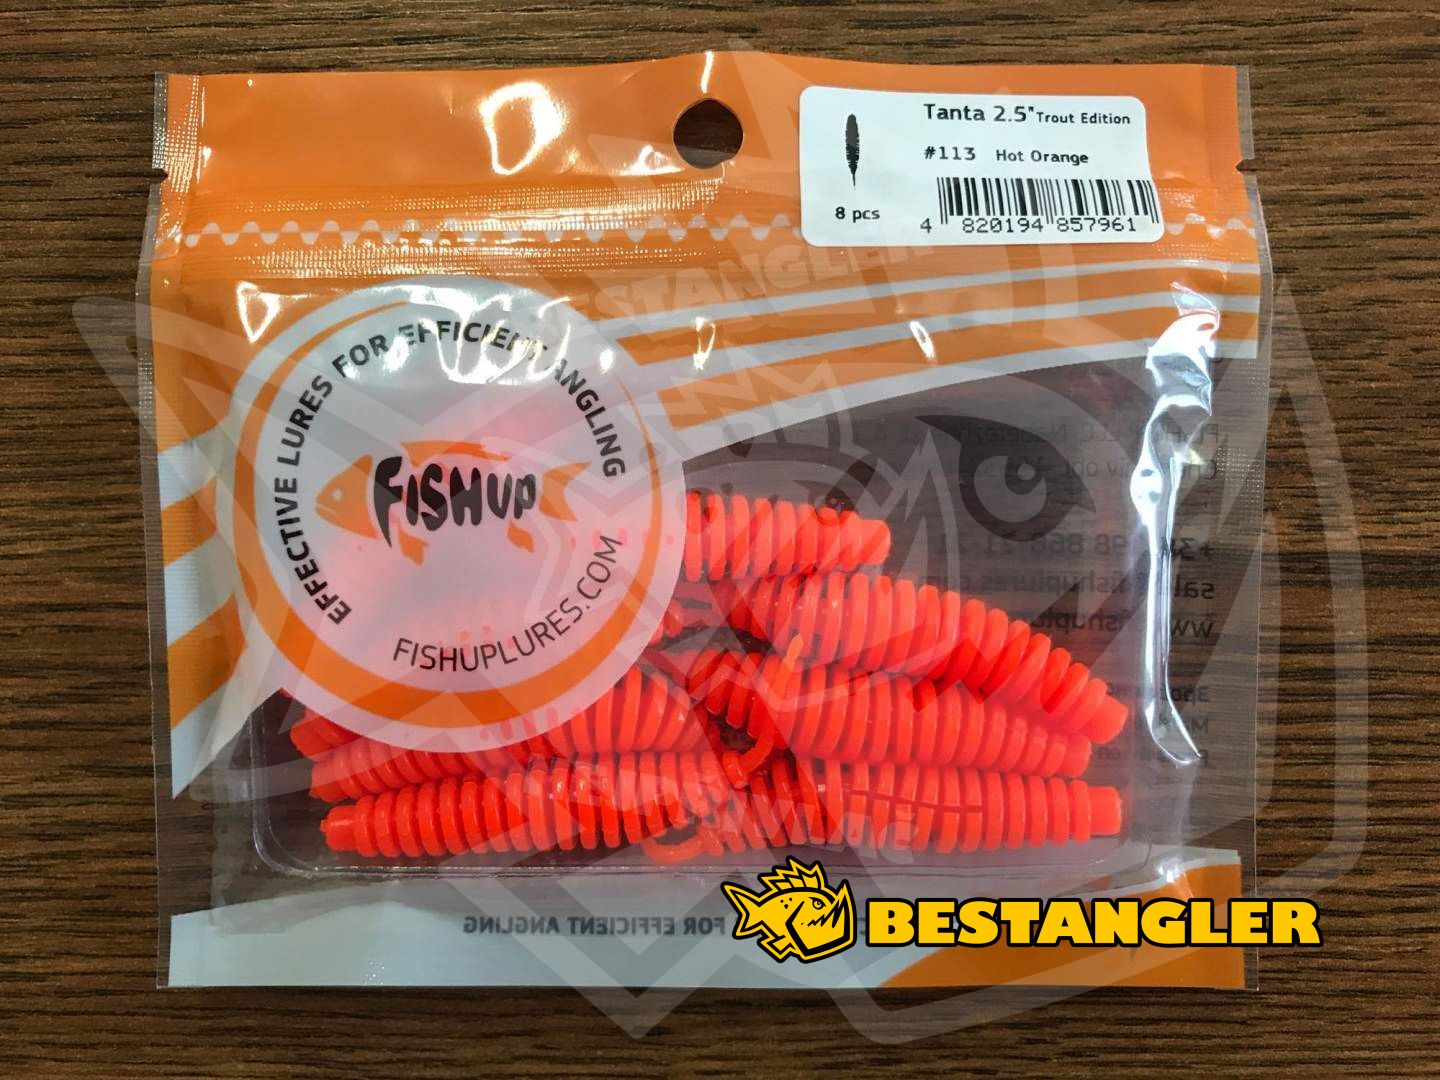 Tanta 2.5" Trout Edition
#113 Hot Orange
8 pcs
4 820194 857961
EFFECTIVE LURES FOR EFFICIENT ANGLING
FISHUP
FISHUPLURES.COM
BESTANGLER
FOR EFFICIENT ANGLING
BESTANGLER